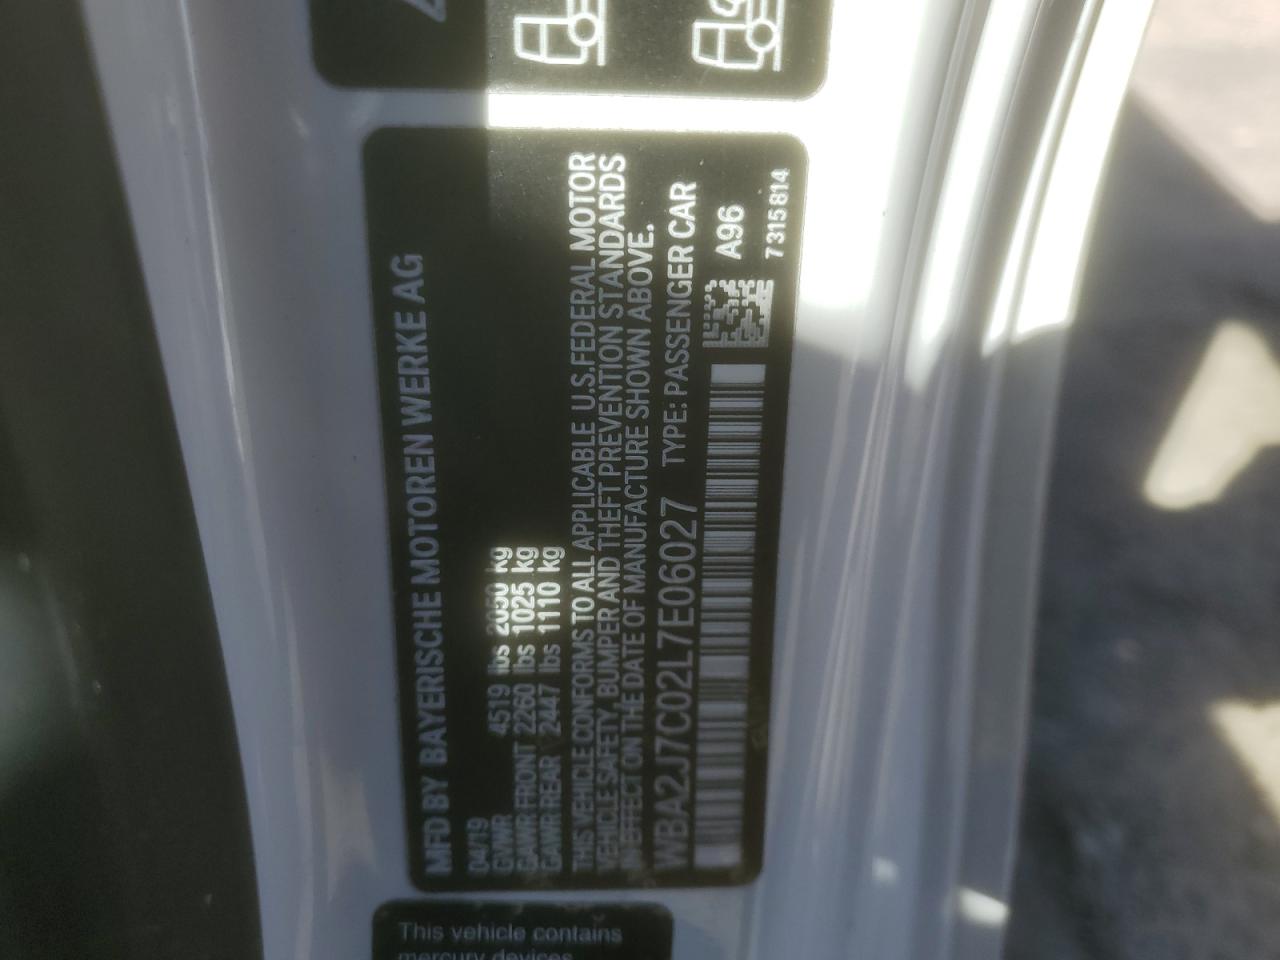 MFD BY BAYERISCHE MOTOREN WERKE AG
04/19
GVWR 4519 lbs 2050 kg
GAWR FRONT 2260 lbs 1025 kg
GAWR REAR 2447 lbs 1110 kg
THIS VEHICLE CONFORMS TO ALL APPLICABLE U.S.FEDERAL MOTOR
VEHICLE SAFETY, BUMPER AND THEFT PREVENTION STANDARDS
IN EFFECT ON THE DATE OF MANUFACTURE SHOWN ABOVE.
WBA2J7C02L7E06027 TYPE: PASSENGER CAR
A96
7315814
This vehicle contains
mercury devices